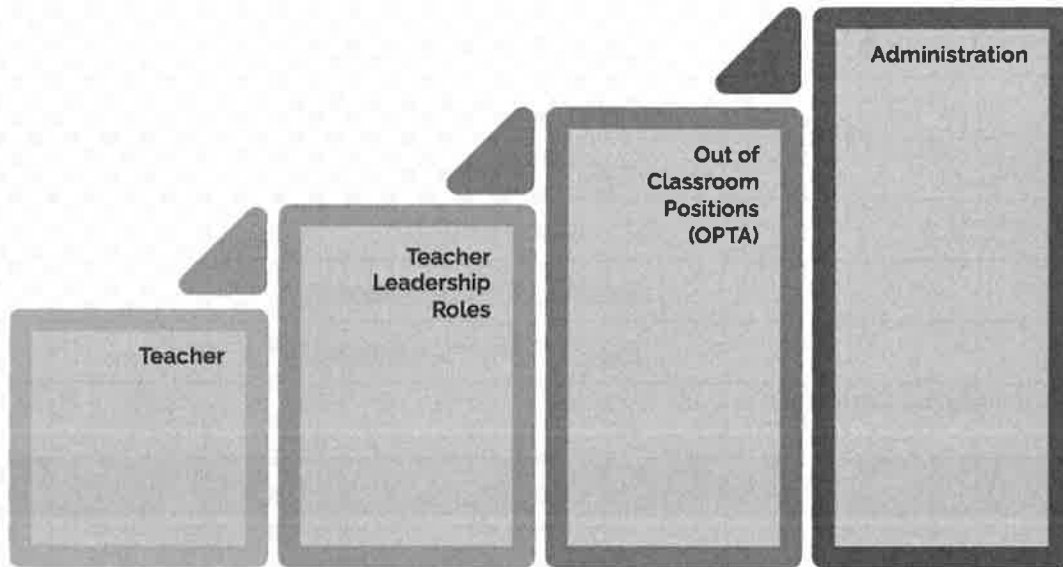 Teacher
Teacher
Leadership
Roles
Out of
Classroom
Positions
(OPTA)
Administration